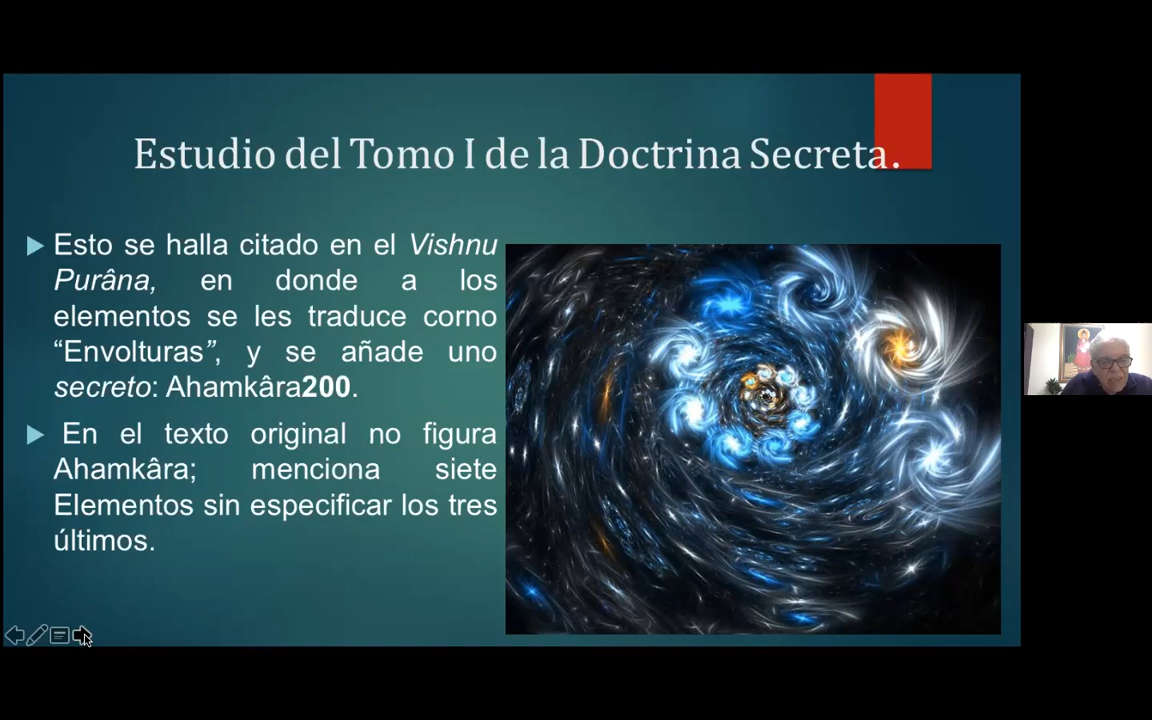 Estudio del Tomo I de la Doctrina Secreta.
Esto se halla citado en el Vishnu
Purâna, en donde a los
elementos se les traduce corno
“Envolturas”, y se añade uno
secreto: Ahamkâra200.
En el texto original no figura
Ahamkâra; menciona siete
Elementos sin especificar los tres
últimos.